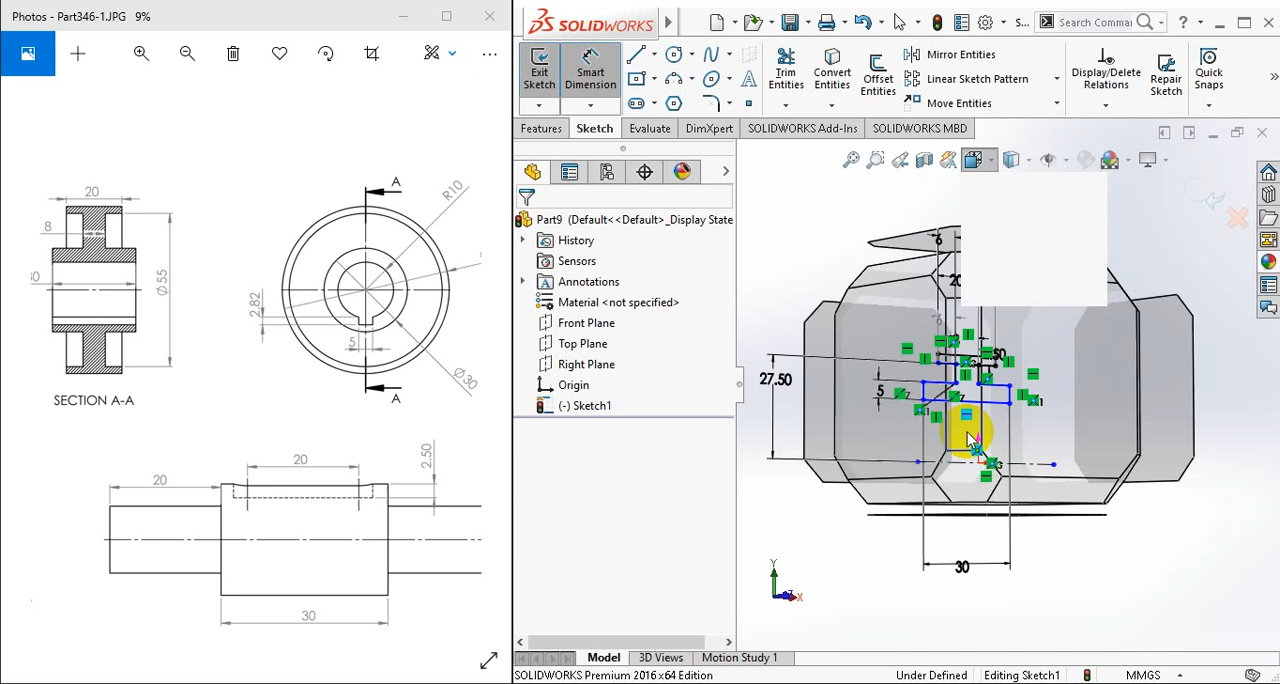 Photos - Part346-1.JPG 9%
20
8
60
Ø55
SECTION A-A
A
R10
2.82
5
Ø30
A
20
20
2.50
30
SOLIDWORKS
S...
Search Comma
Exit Sketch
Smart Dimension
Trim Entities
Convert Entities
Offset Entities
Mirror Entities
Linear Sketch Pattern
Move Entities
Display/Delete Relations
Repair Sketch
Quick Snaps
Features
Sketch
Evaluate
DimXpert
SOLIDWORKS Add-Ins
SOLIDWORKS MBD
Part9 (Default<<Default>_Display State
History
Sensors
Annotations
Material <not specified>
Front Plane
Top Plane
Right Plane
Origin
(-) Sketch1
6
20
27.50
5
30
Y
Z
X
Model
3D Views
Motion Study 1
SOLIDWORKS Premium 2016 x64 Edition
Under Defined
Editing Sketch1
MMGS